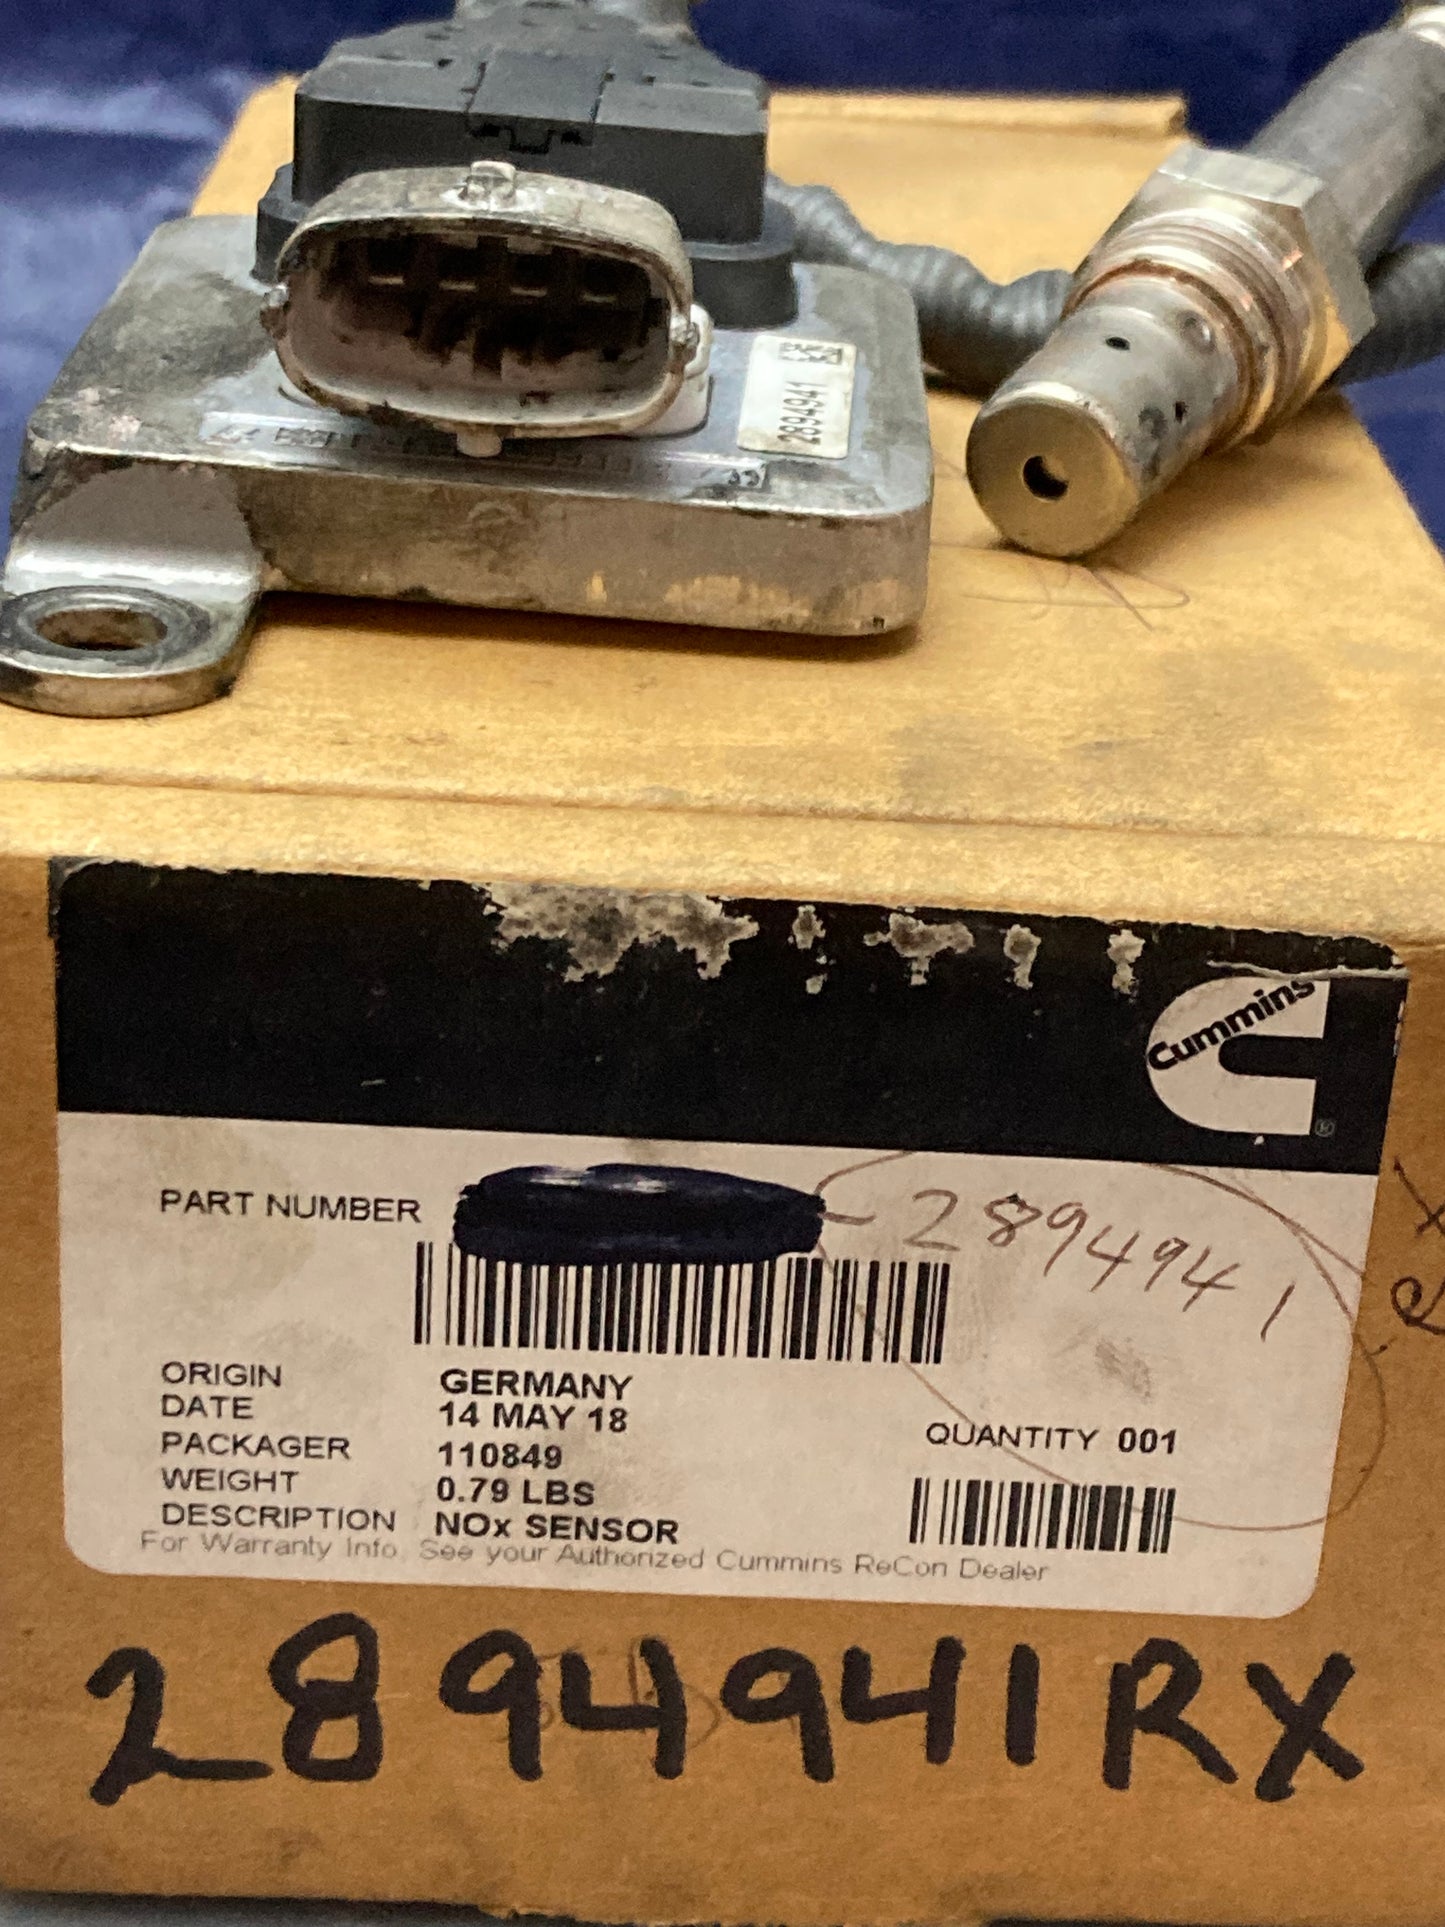 2894941
Cummins
®
PART NUMBER
2894941
ORIGIN GERMANY
DATE 14 MAY 18
PACKAGER 110849
QUANTITY 001
WEIGHT 0.79 LBS
DESCRIPTION NOx SENSOR
For Warranty Info. See your Authorized Cummins ReCon Dealer
2894941RX